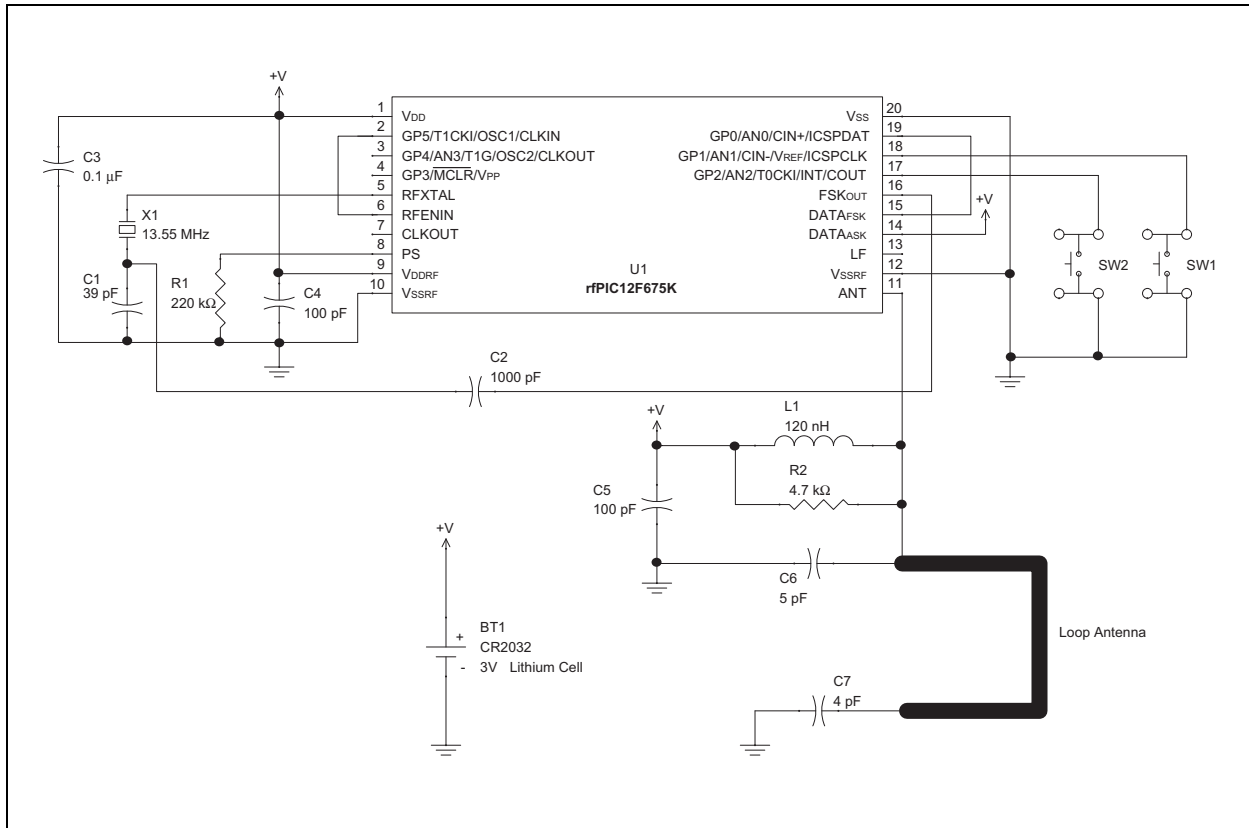 +V
C3
0.1 µF
X1
13.55 MHz
C1
39 pF
R1
220 kΩ
C4
100 pF
1 VDD
2 GP5/T1CKI/OSC1/CLKIN
3 GP4/AN3/T1G/OSC2/CLKOUT
4 GP3/MCLR/VPP
5 RFXTAL
6 RFENIN
7 CLKOUT
8 PS
9 VDDRF
10 VSSRF
U1
rfPIC12F675K
VSS 20
GP0/AN0/CIN+/ICSPDAT 19
GP1/AN1/CIN-/VREF/ICSPCLK 18
GP2/AN2/T0CKI/INT/COUT 17
FSKOUT 16
DATAFSK 15
DATAASK 14
LF 13
VSSRF 12
ANT 11
+V
SW2
SW1
C2
1000 pF
+V
L1
120 nH
R2
4.7 kΩ
C5
100 pF
C6
5 pF
+V
+
-
BT1
CR2032
3V Lithium Cell
Loop Antenna
C7
4 pF